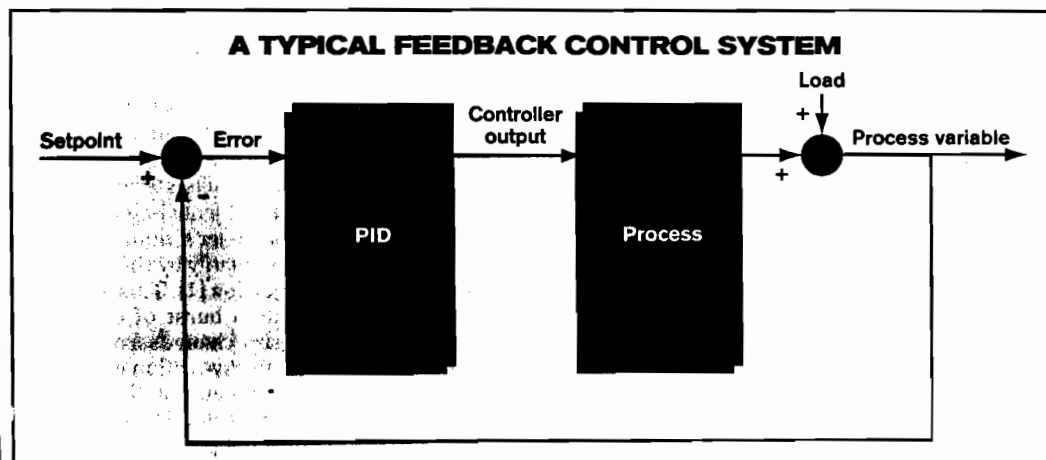 A TYPICAL FEEDBACK CONTROL SYSTEM
Load
Setpoint
Error
Controller
output
Process variable
+
+
+
-
PID
Process